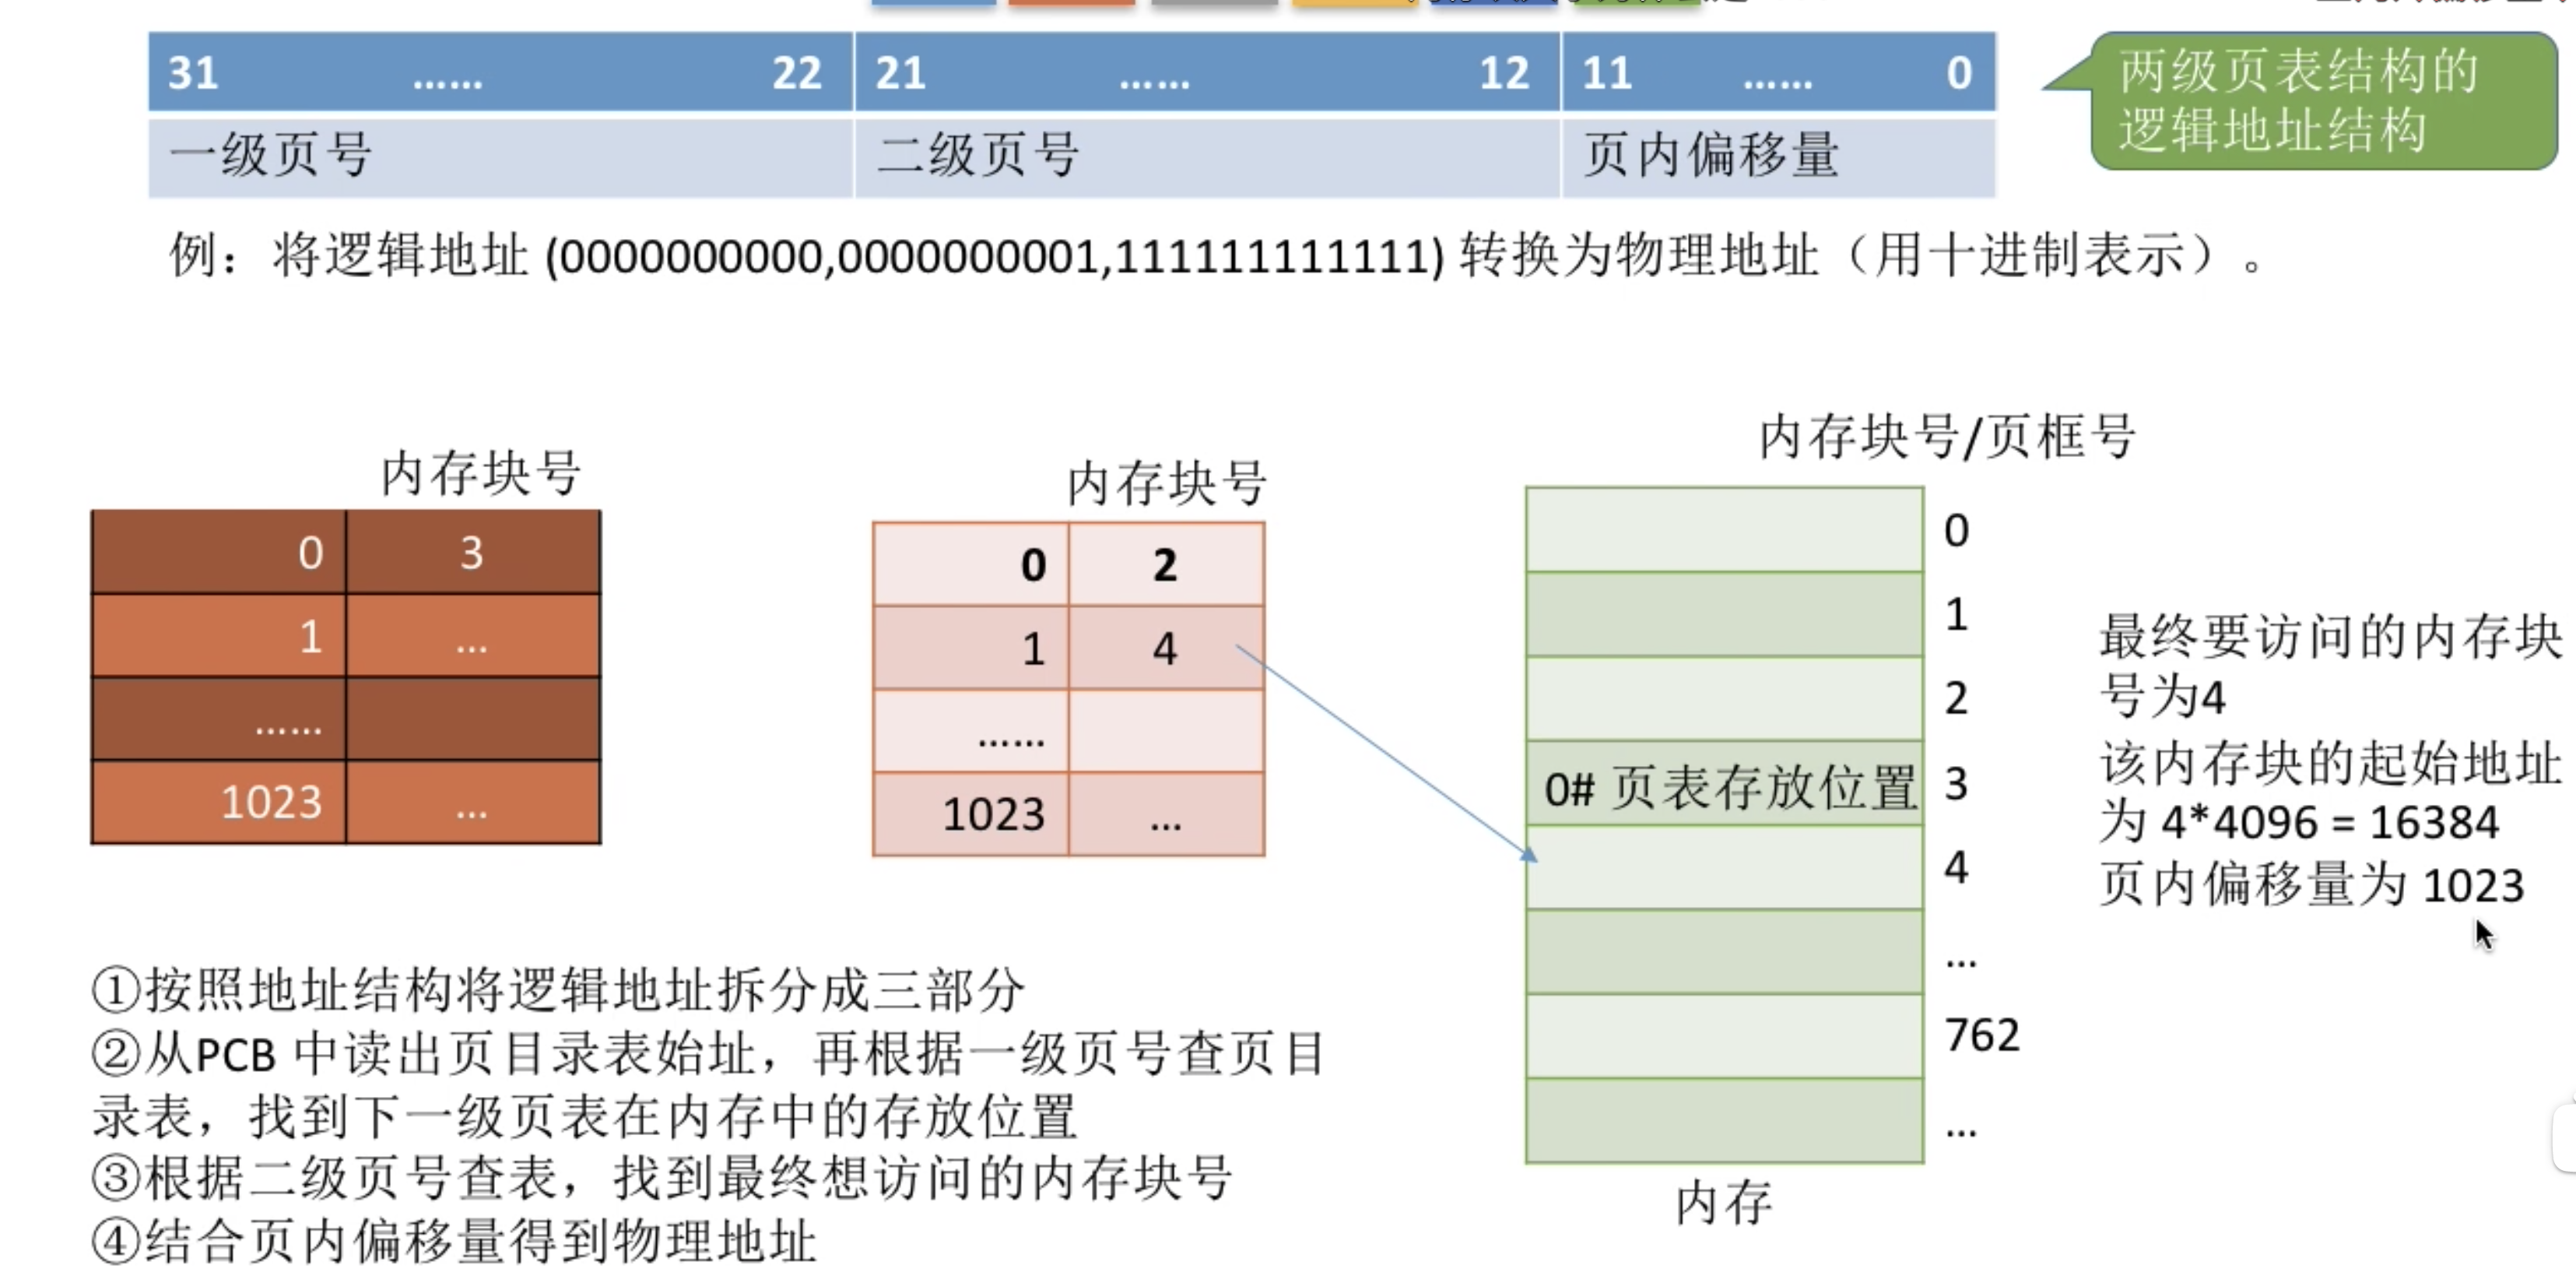 31 …… 22 21 …… 12 11 …… 0
一级页号 二级页号 页内偏移量
两级页表结构的
逻辑地址结构
例：将逻辑地址 (0000000000,0000000001,111111111111) 转换为物理地址（用十进制表示）。
内存块号
0 3
1 ...
......
1023 ...
内存块号
0 2
1 4
......
1023 ...
内存块号/页框号
0
1
2
0# 页表存放位置 3
4
...
762
...
内存
最终要访问的内存块
号为4
该内存块的起始地址
为 4*4096 = 16384
页内偏移量为 1023
①按照地址结构将逻辑地址拆分成三部分
②从PCB 中读出页目录表始址，再根据一级页号查页目
录表，找到下一级页表在内存中的存放位置
③根据二级页号查表，找到最终想访问的内存块号
④结合页内偏移量得到物理地址